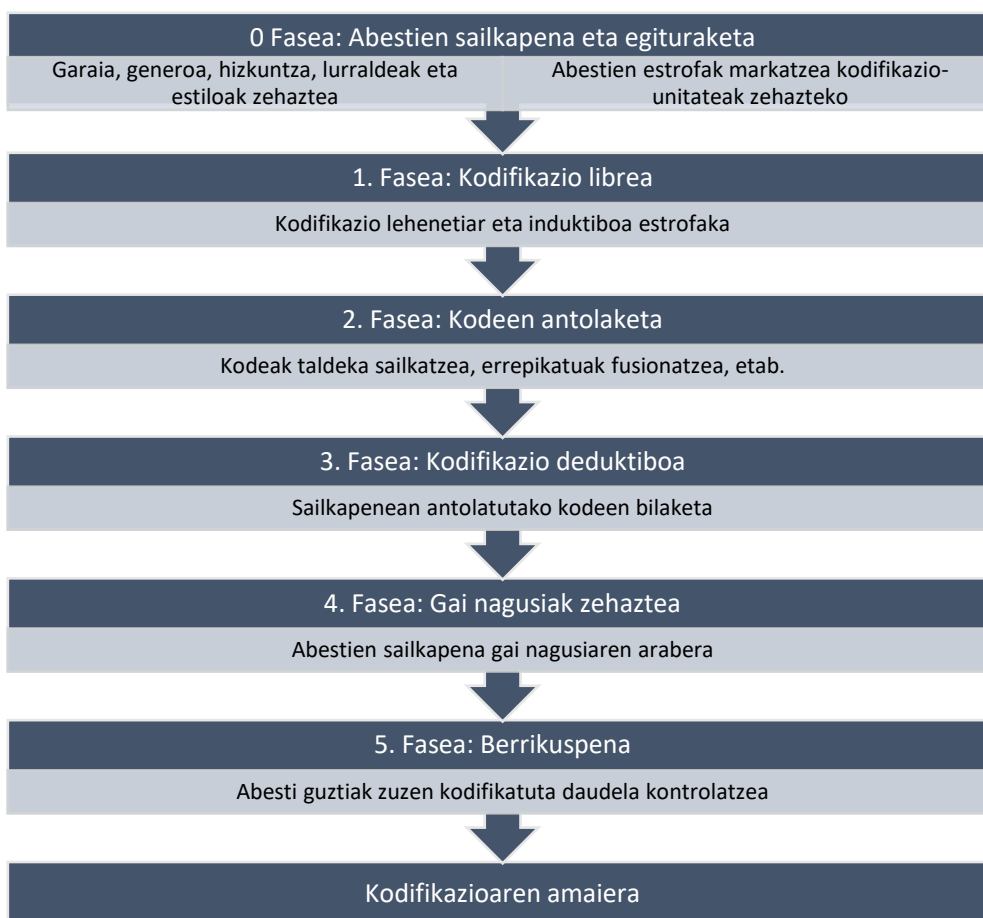 0 Fasea: Abestien sailkapena eta egituraketa
Garaia, generoa, hizkuntza, lurraldeak eta
estiloak zehaztea
Abestien estrofak markatzea kodifikazio-
unitateak zehazteko
1. Fasea: Kodifikazio librea
Kodifikazio lehenetiar eta induktiboa estrofaka
2. Fasea: Kodeen antolaketa
Kodeak taldeka sailkatzea, errepikatuak fusionatzea, etab.
3. Fasea: Kodifikazio deduktiboa
Sailkapenean antolatutako kodeen bilaketa
4. Fasea: Gai nagusiak zehaztea
Abestien sailkapena gai nagusiaren arabera
5. Fasea: Berrikuspena
Abesti guztiak zuzen kodifikatuta daudela kontrolatzea
Kodifikazioaren amaiera